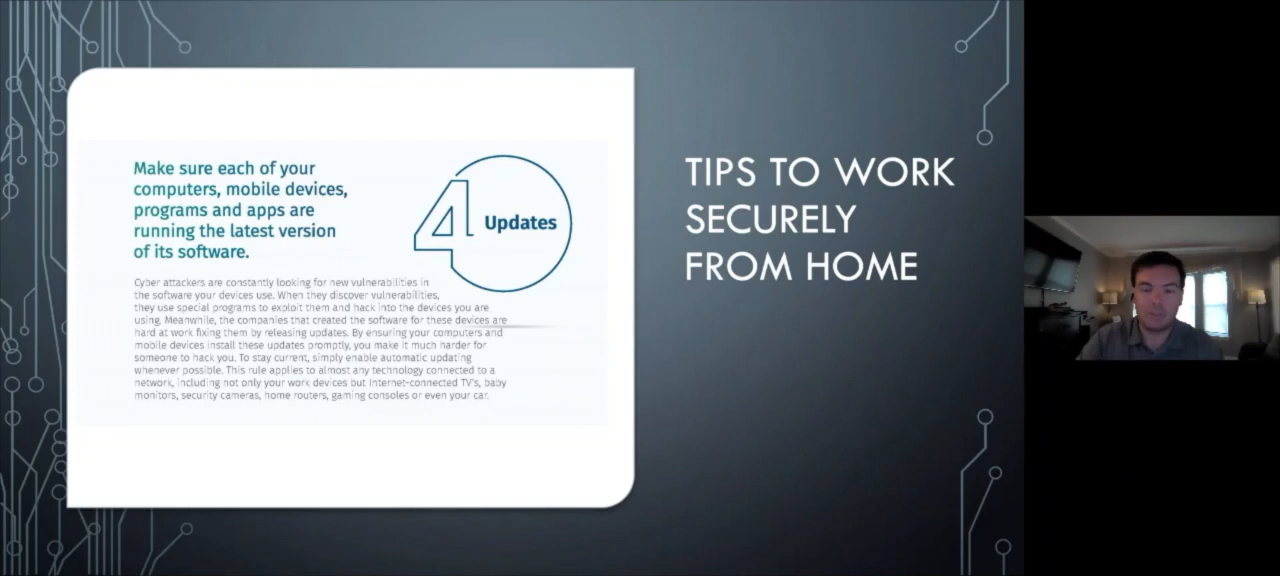 Make sure each of your
computers, mobile devices,
programs and apps are
running the latest version
of its software.
4 Updates
Cyber attackers are constantly looking for new vulnerabilities in
the software your devices use. When they discover vulnerabilities,
they use special programs to exploit them and hack into the devices you are
using. Meanwhile, the companies that created the software for these devices are
hard at work fixing them by releasing updates. By ensuring your computers and
mobile devices install these updates promptly, you make it much harder for
someone to hack you. To stay current, simply enable automatic updating
whenever possible. This rule applies to almost any technology connected to a
network, including not only your work devices but Internet-connected TV's, baby
monitors, security cameras, home routers, gaming consoles or even your car.
TIPS TO WORK
SECURELY
FROM HOME